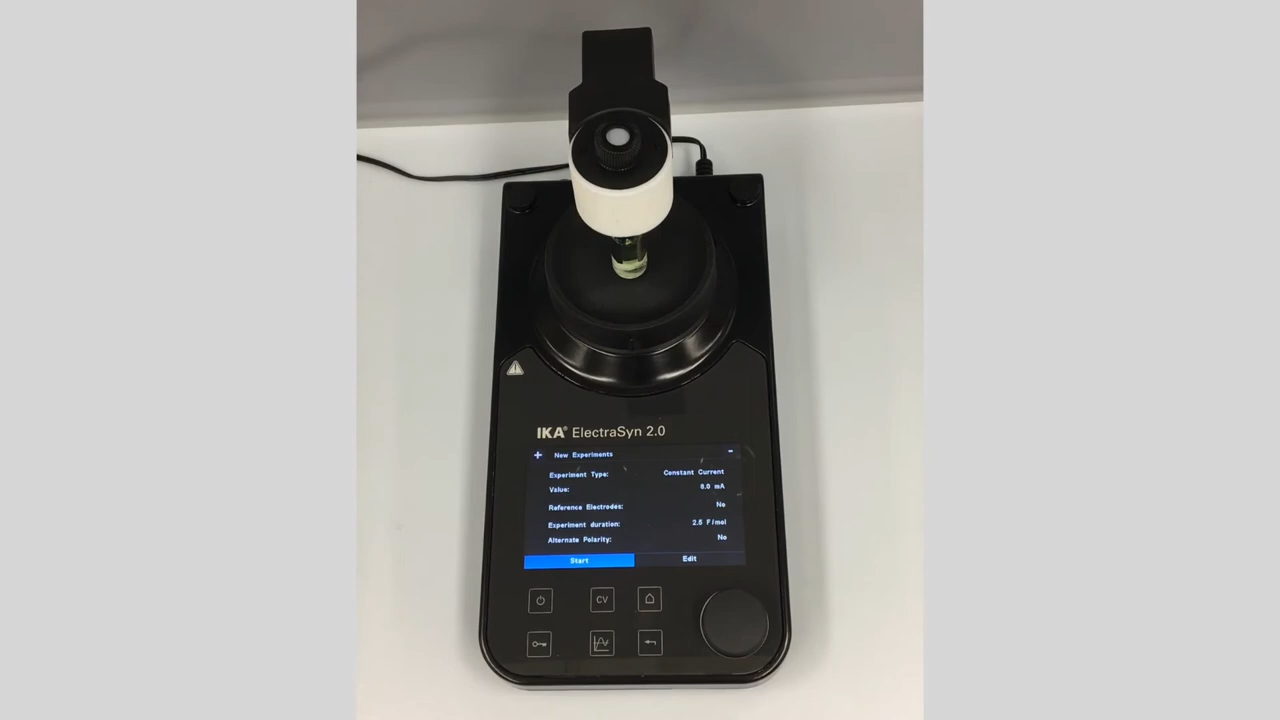 IKA® ElectraSyn 2.0
+ New Experiments -
Experiment Type: Constant Current
Value: 8.0 mA
Reference Electrodes: No
Experiment duration: 2.5 F/mol
Alternate Polarity: No
Start Edit
CV